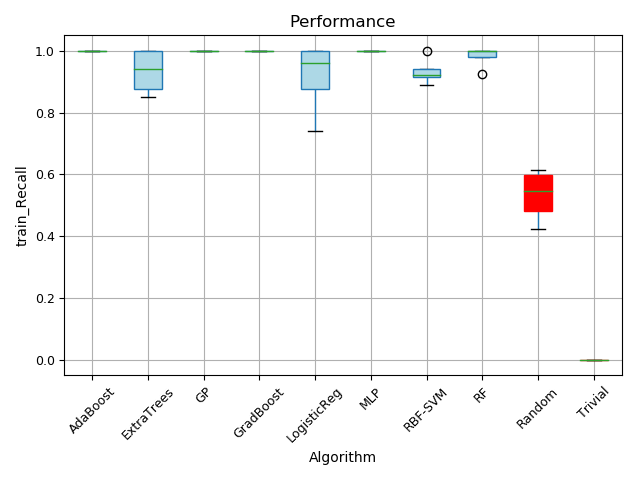 Performance
train_Recall
1.0
0.8
0.6
0.4
0.2
0.0
AdaBoost
ExtraTrees
GP
GradBoost
LogisticReg
MLP
RBF-SVM
RF
Random
Trivial
Algorithm